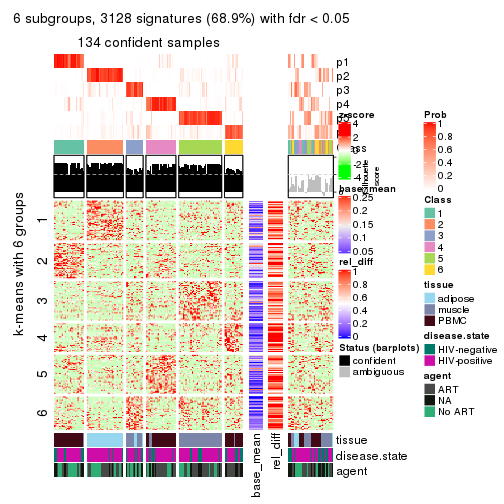 6 subgroups, 3128 signatures (68.9%) with fdr < 0.05
134 confident samples
p1
p2
p3
p4
p6
k-means with 6 groups
1
2
3
4
5
6
z-score
4
2
0
-2
-4
Silhouette score
base_mean
0.25
0.2
0.15
0.1
0.05
rel_diff
1
0.8
0.6
0.4
0.2
0
Status (barplots)
confident
ambiguous
Prob
1
0.8
0.6
0.4
0.2
0
Class
1
2
3
4
5
6
tissue
adipose
muscle
PBMC
disease.state
HIV-negative
HIV-positive
agent
ART
NA
No ART
tissue
disease.state
agent
base_mean
rel_diff